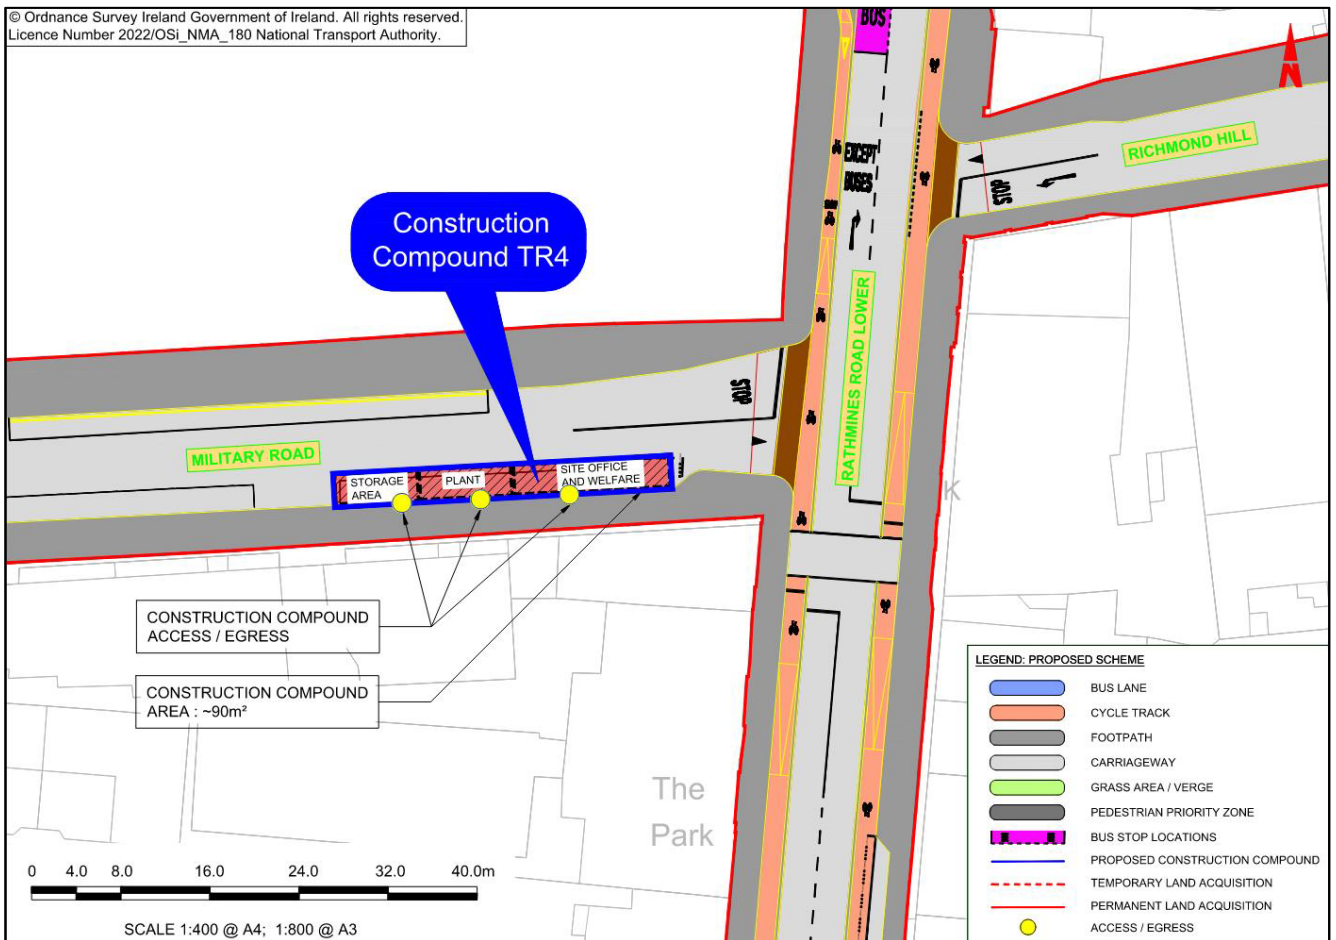 © Ordnance Survey Ireland Government of Ireland. All rights reserved.
Licence Number 2022/OSi_NMA_180 National Transport Authority.
BUS
N
EXCEPT
BUSES
STOP
RICHMOND HILL
Construction
Compound TR4
RATHMINES ROAD LOWER
STOP
MILITARY ROAD
STORAGE
AREA
PLANT
SITE OFFICE
AND WELFARE
K
CONSTRUCTION COMPOUND
ACCESS / EGRESS
CONSTRUCTION COMPOUND
AREA : ~90m²
The
Park
LEGEND: PROPOSED SCHEME
BUS LANE
CYCLE TRACK
FOOTPATH
CARRIAGEWAY
GRASS AREA / VERGE
PEDESTRIAN PRIORITY ZONE
BUS STOP LOCATIONS
PROPOSED CONSTRUCTION COMPOUND
TEMPORARY LAND ACQUISITION
PERMANENT LAND ACQUISITION
ACCESS / EGRESS
0 4.0 8.0 16.0 24.0 32.0 40.0m
SCALE 1:400 @ A4; 1:800 @ A3